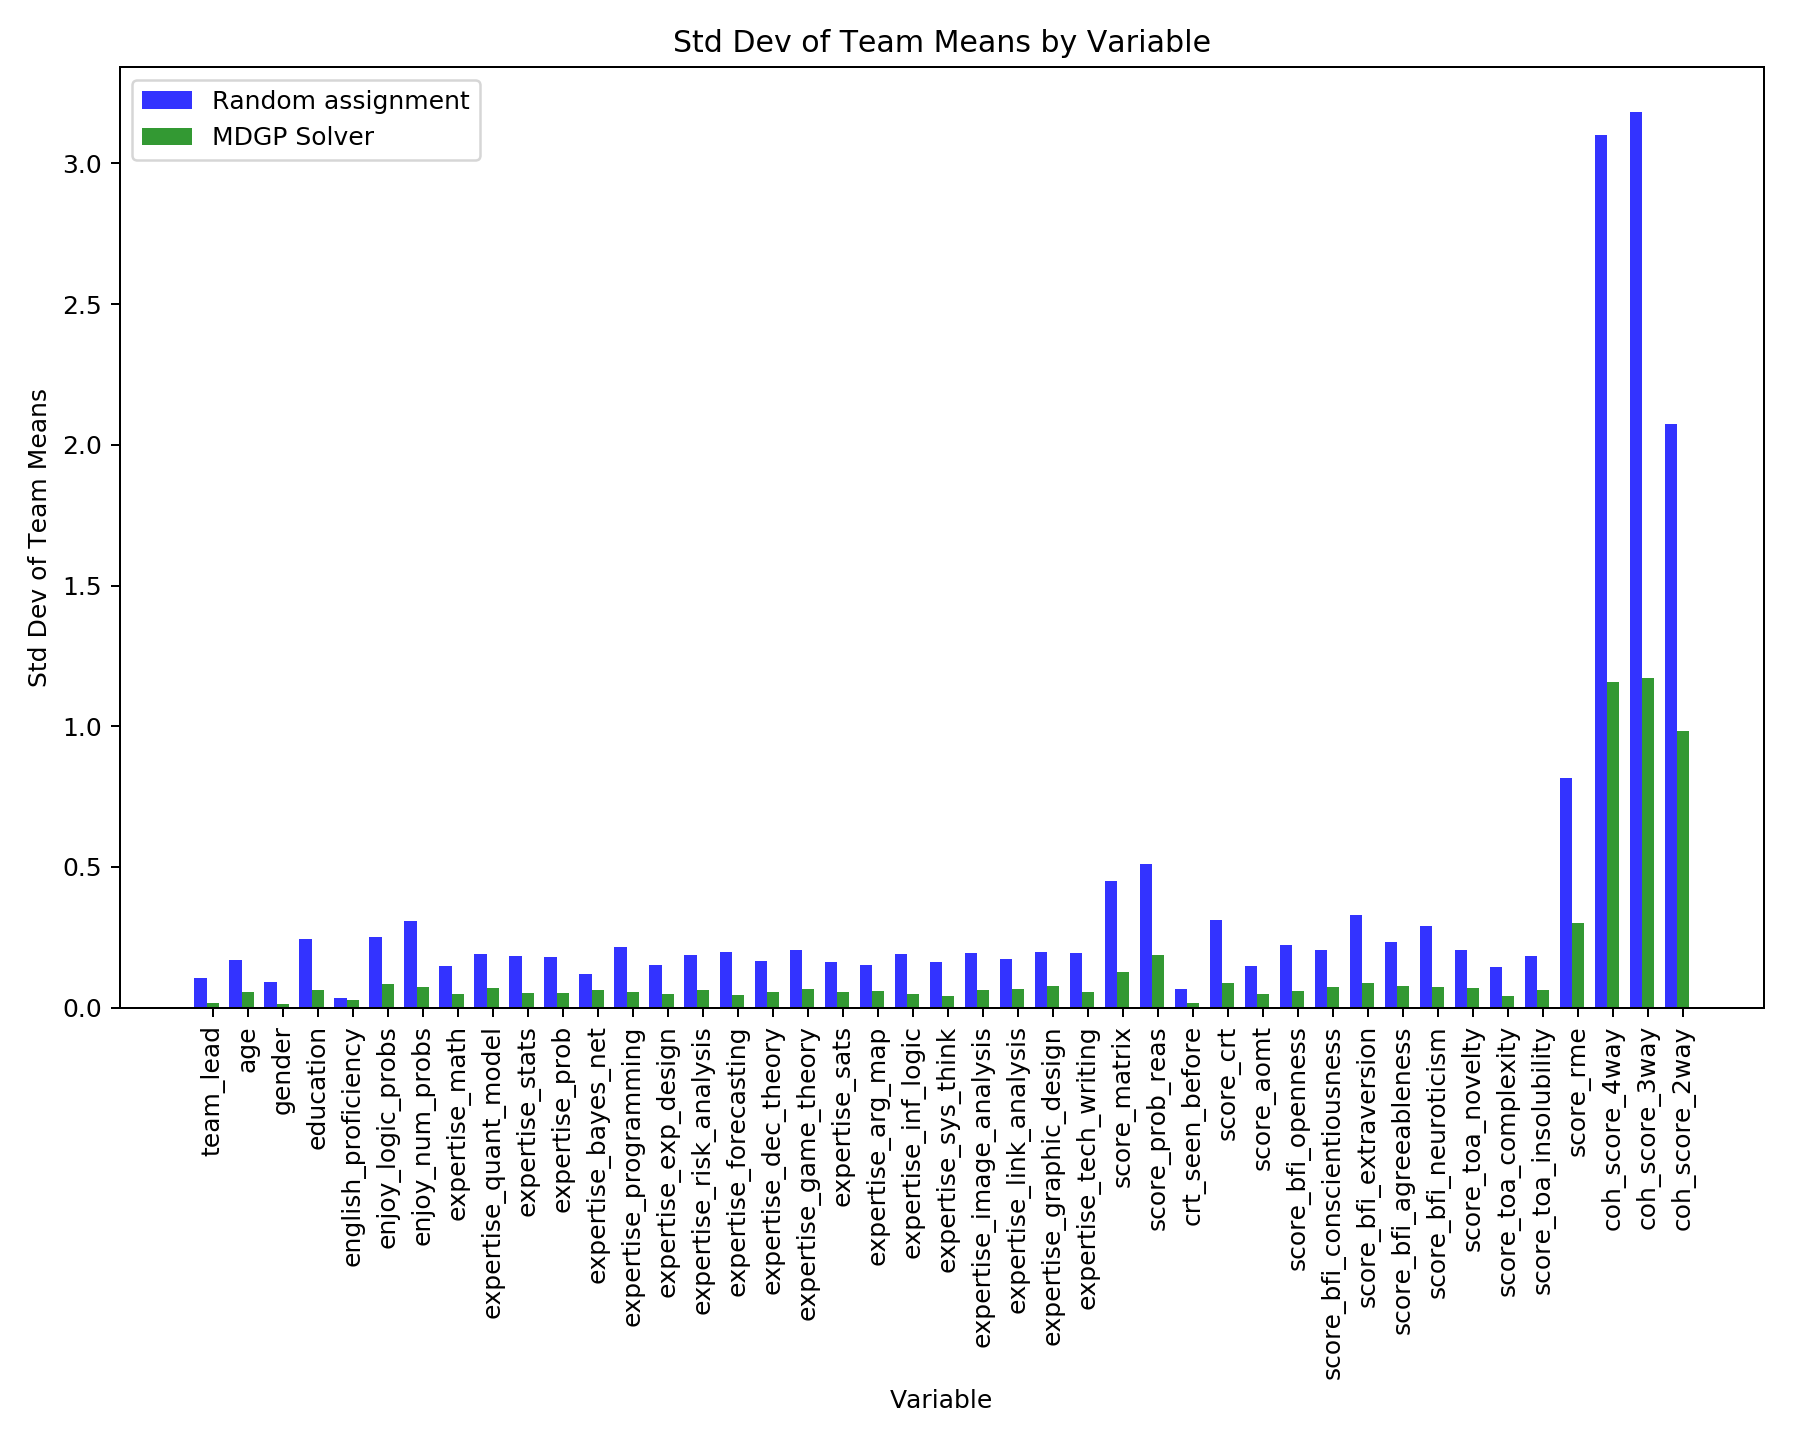 Std Dev of Team Means by Variable
Random assignment
MDGP Solver
Std Dev of Team Means
3.0
2.5
2.0
1.5
1.0
0.5
0.0
team_lead
age
gender
education
english_proficiency
enjoy_logic_probs
enjoy_num_probs
expertise_math
expertise_quant_model
expertise_stats
expertise_prob
expertise_bayes_net
expertise_programming
expertise_exp_design
expertise_risk_analysis
expertise_forecasting
expertise_dec_theory
expertise_game_theory
expertise_sats
expertise_arg_map
expertise_inf_logic
expertise_sys_think
expertise_image_analysis
expertise_link_analysis
expertise_graphic_design
expertise_tech_writing
score_matrix
score_prob_reas
crt_seen_before
score_crt
score_aomt
score_bfi_openness
score_bfi_conscientiousness
score_bfi_extraversion
score_bfi_agreeableness
score_bfi_neuroticism
score_toa_novelty
score_toa_complexity
score_toa_insolubility
score_rme
coh_score_4way
coh_score_3way
coh_score_2way
Variable